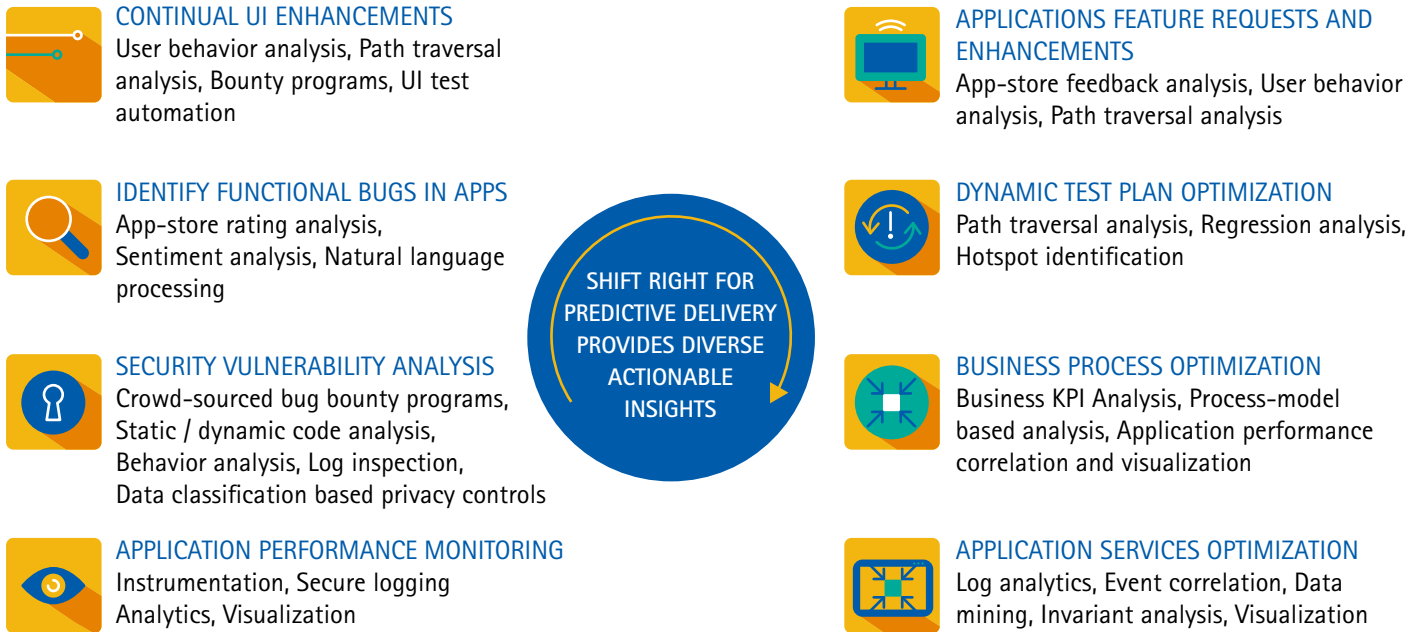 CONTINUAL UI ENHANCEMENTS
User behavior analysis, Path traversal
analysis, Bounty programs, UI test
automation
IDENTIFY FUNCTIONAL BUGS IN APPS
App-store rating analysis,
Sentiment analysis, Natural language
processing
SECURITY VULNERABILITY ANALYSIS
Crowd-sourced bug bounty programs,
Static / dynamic code analysis,
Behavior analysis, Log inspection,
Data classification based privacy controls
APPLICATION PERFORMANCE MONITORING
Instrumentation, Secure logging
Analytics, Visualization
SHIFT RIGHT FOR
PREDICTIVE DELIVERY
PROVIDES DIVERSE
ACTIONABLE
INSIGHTS
APPLICATIONS FEATURE REQUESTS AND
ENHANCEMENTS
App-store feedback analysis, User behavior
analysis, Path traversal analysis
DYNAMIC TEST PLAN OPTIMIZATION
Path traversal analysis, Regression analysis,
Hotspot identification
BUSINESS PROCESS OPTIMIZATION
Business KPI Analysis, Process-model
based analysis, Application performance
correlation and visualization
APPLICATION SERVICES OPTIMIZATION
Log analytics, Event correlation, Data
mining, Invariant analysis, Visualization